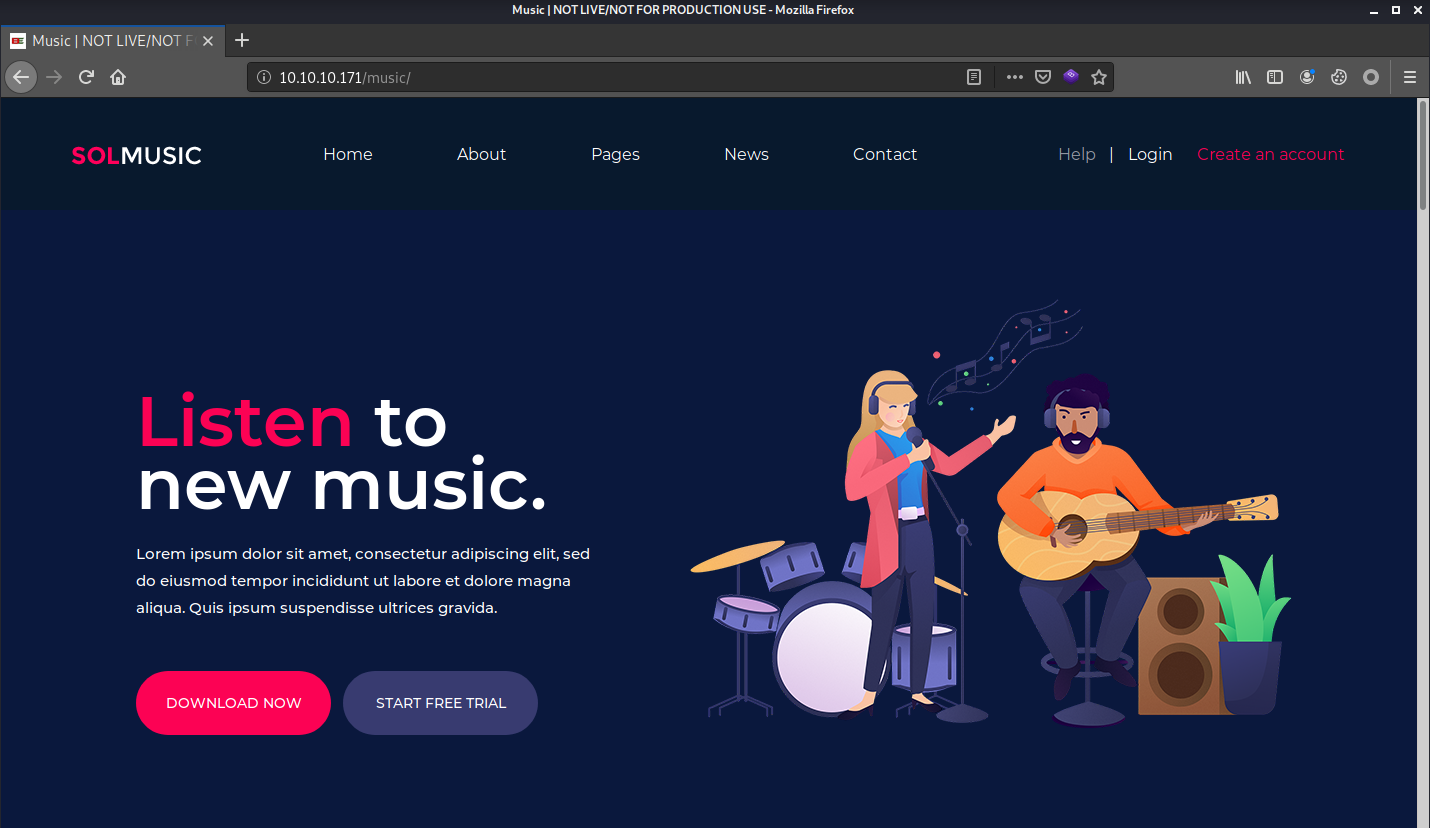 Music | NOT LIVE/NOT FOR PRODUCTION USE - Mozilla Firefox
Music | NOT LIVE/NOT F
10.10.10.171/music/
SOLMUSIC
Home About Pages News Contact Help | Login Create an account
Listen to
new music.
Lorem ipsum dolor sit amet, consectetur adipiscing elit, sed
do eiusmod tempor incididunt ut labore et dolore magna
aliqua. Quis ipsum suspendisse ultrices gravida.
DOWNLOAD NOW START FREE TRIAL